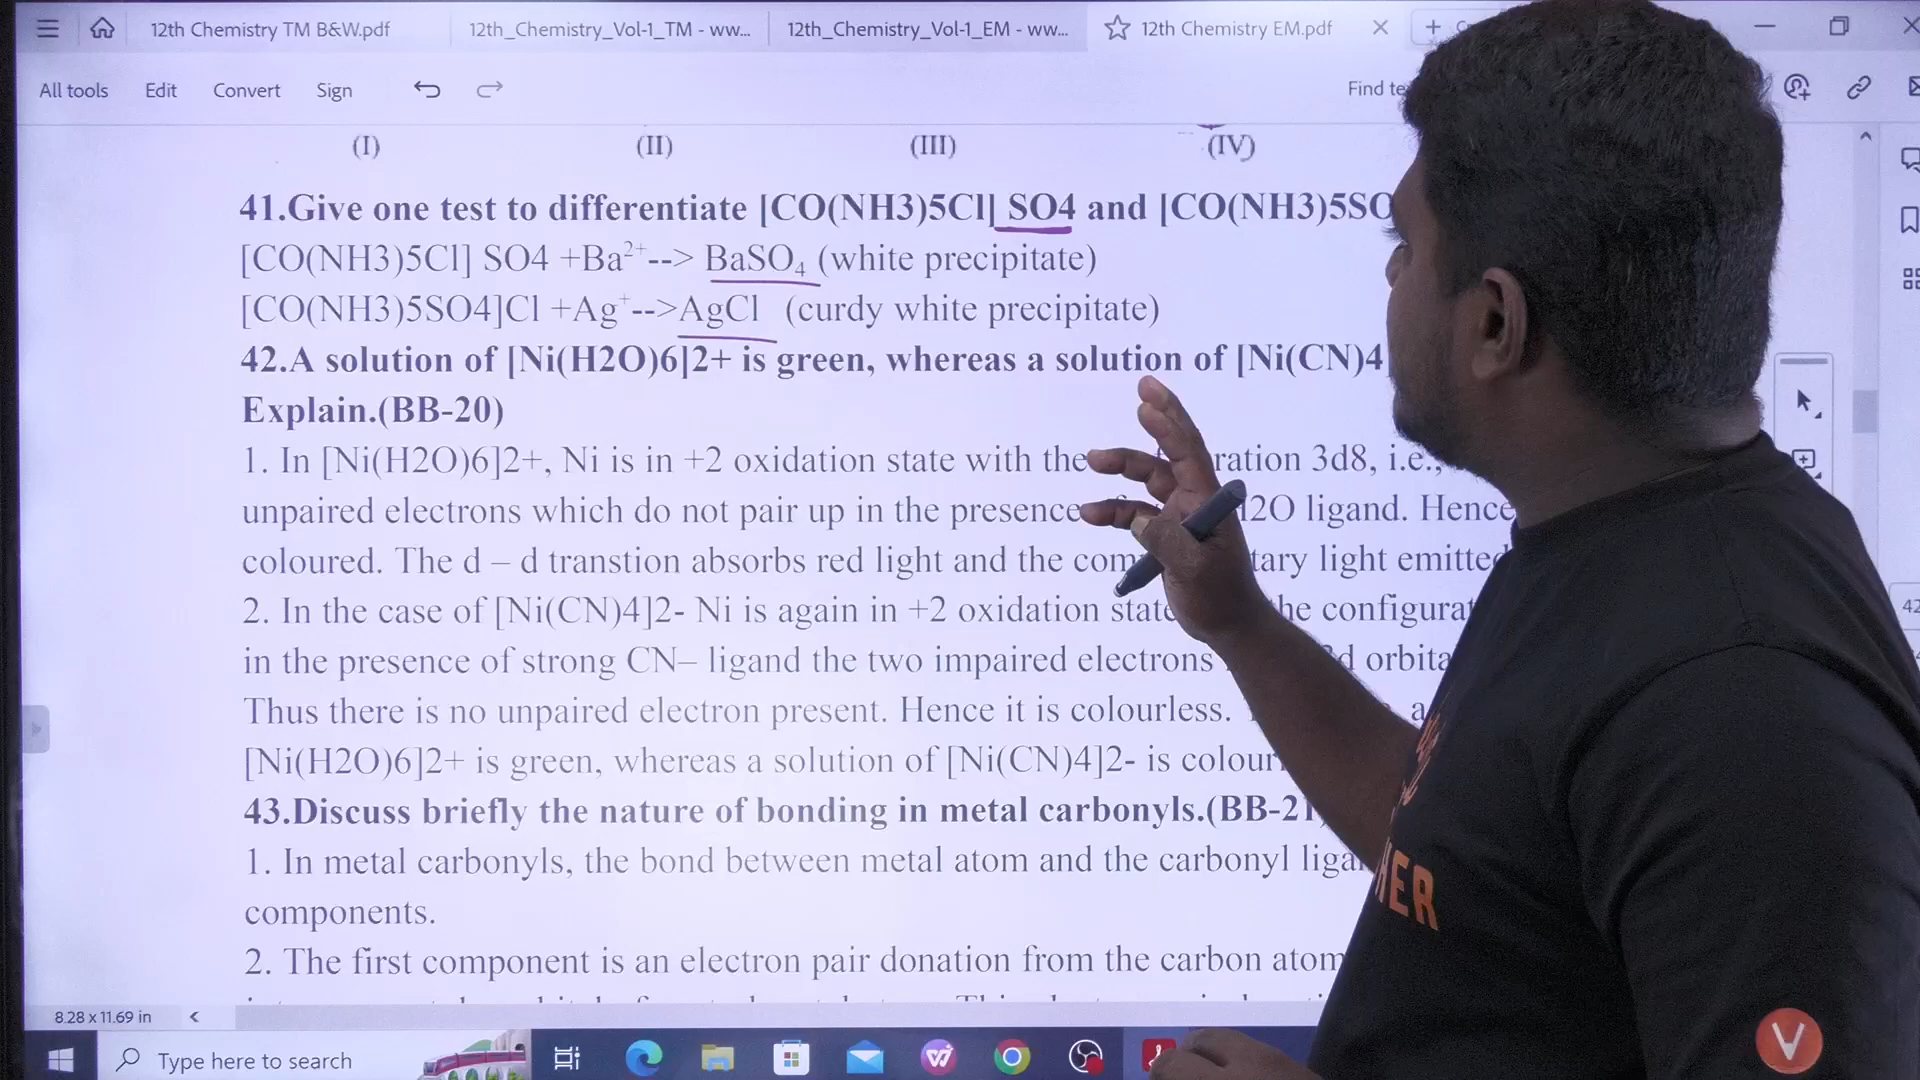 12th Chemistry TM B&W.pdf
12th_Chemistry_Vol-1_TM - ww...
12th_Chemistry_Vol-1_EM - ww...
12th Chemistry EM.pdf
All tools
Edit
Convert
Sign
Find te
(I) (II) (III) (IV)
41.Give one test to differentiate [CO(NH3)5Cl] SO4 and [CO(NH3)5SO
[CO(NH3)5Cl] SO4 +Ba²⁺--> BaSO₄ (white precipitate)
[CO(NH3)5SO4]Cl +Ag⁺-->AgCl (curdy white precipitate)
42.A solution of [Ni(H2O)6]2+ is green, whereas a solution of [Ni(CN)4
Explain.(BB-20)
1. In [Ni(H2O)6]2+, Ni is in +2 oxidation state with the ration 3d8, i.e.,
unpaired electrons which do not pair up in the presence H2O ligand. Hence
coloured. The d – d transtion absorbs red light and the com tary light emitted
2. In the case of [Ni(CN)4]2- Ni is again in +2 oxidation state the configurat
in the presence of strong CN– ligand the two impaired electrons 3d orbita
Thus there is no unpaired electron present. Hence it is colourless.
[Ni(H2O)6]2+ is green, whereas a solution of [Ni(CN)4]2- is colour
43.Discuss briefly the nature of bonding in metal carbonyls.(BB-21
1. In metal carbonyls, the bond between metal atom and the carbonyl liga
components.
2. The first component is an electron pair donation from the carbon atom
8.28 x 11.69 in
Type here to search
HER
V
42